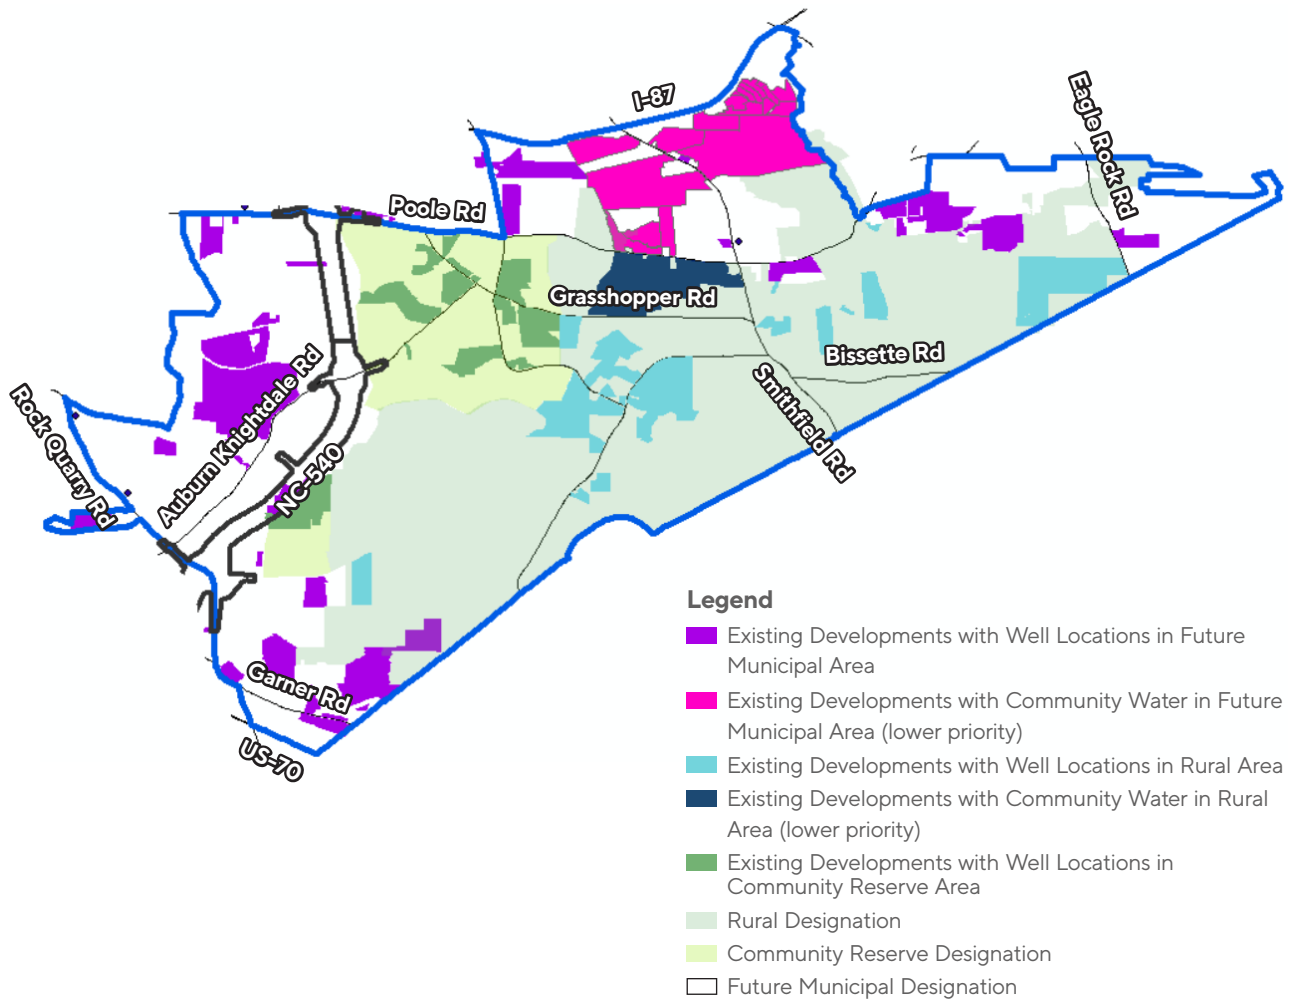 I-87
Eagle Rock Rd
Poole Rd
Grasshopper Rd
Bissette Rd
Smithfield Rd
Rock Quarry Rd
Auburn Knightdale Rd
NC-540
Garner Rd
US-70
Legend
Existing Developments with Well Locations in Future
Municipal Area
Existing Developments with Community Water in Future
Municipal Area (lower priority)
Existing Developments with Well Locations in Rural Area
Existing Developments with Community Water in Rural
Area (lower priority)
Existing Developments with Well Locations in
Community Reserve Area
Rural Designation
Community Reserve Designation
Future Municipal Designation